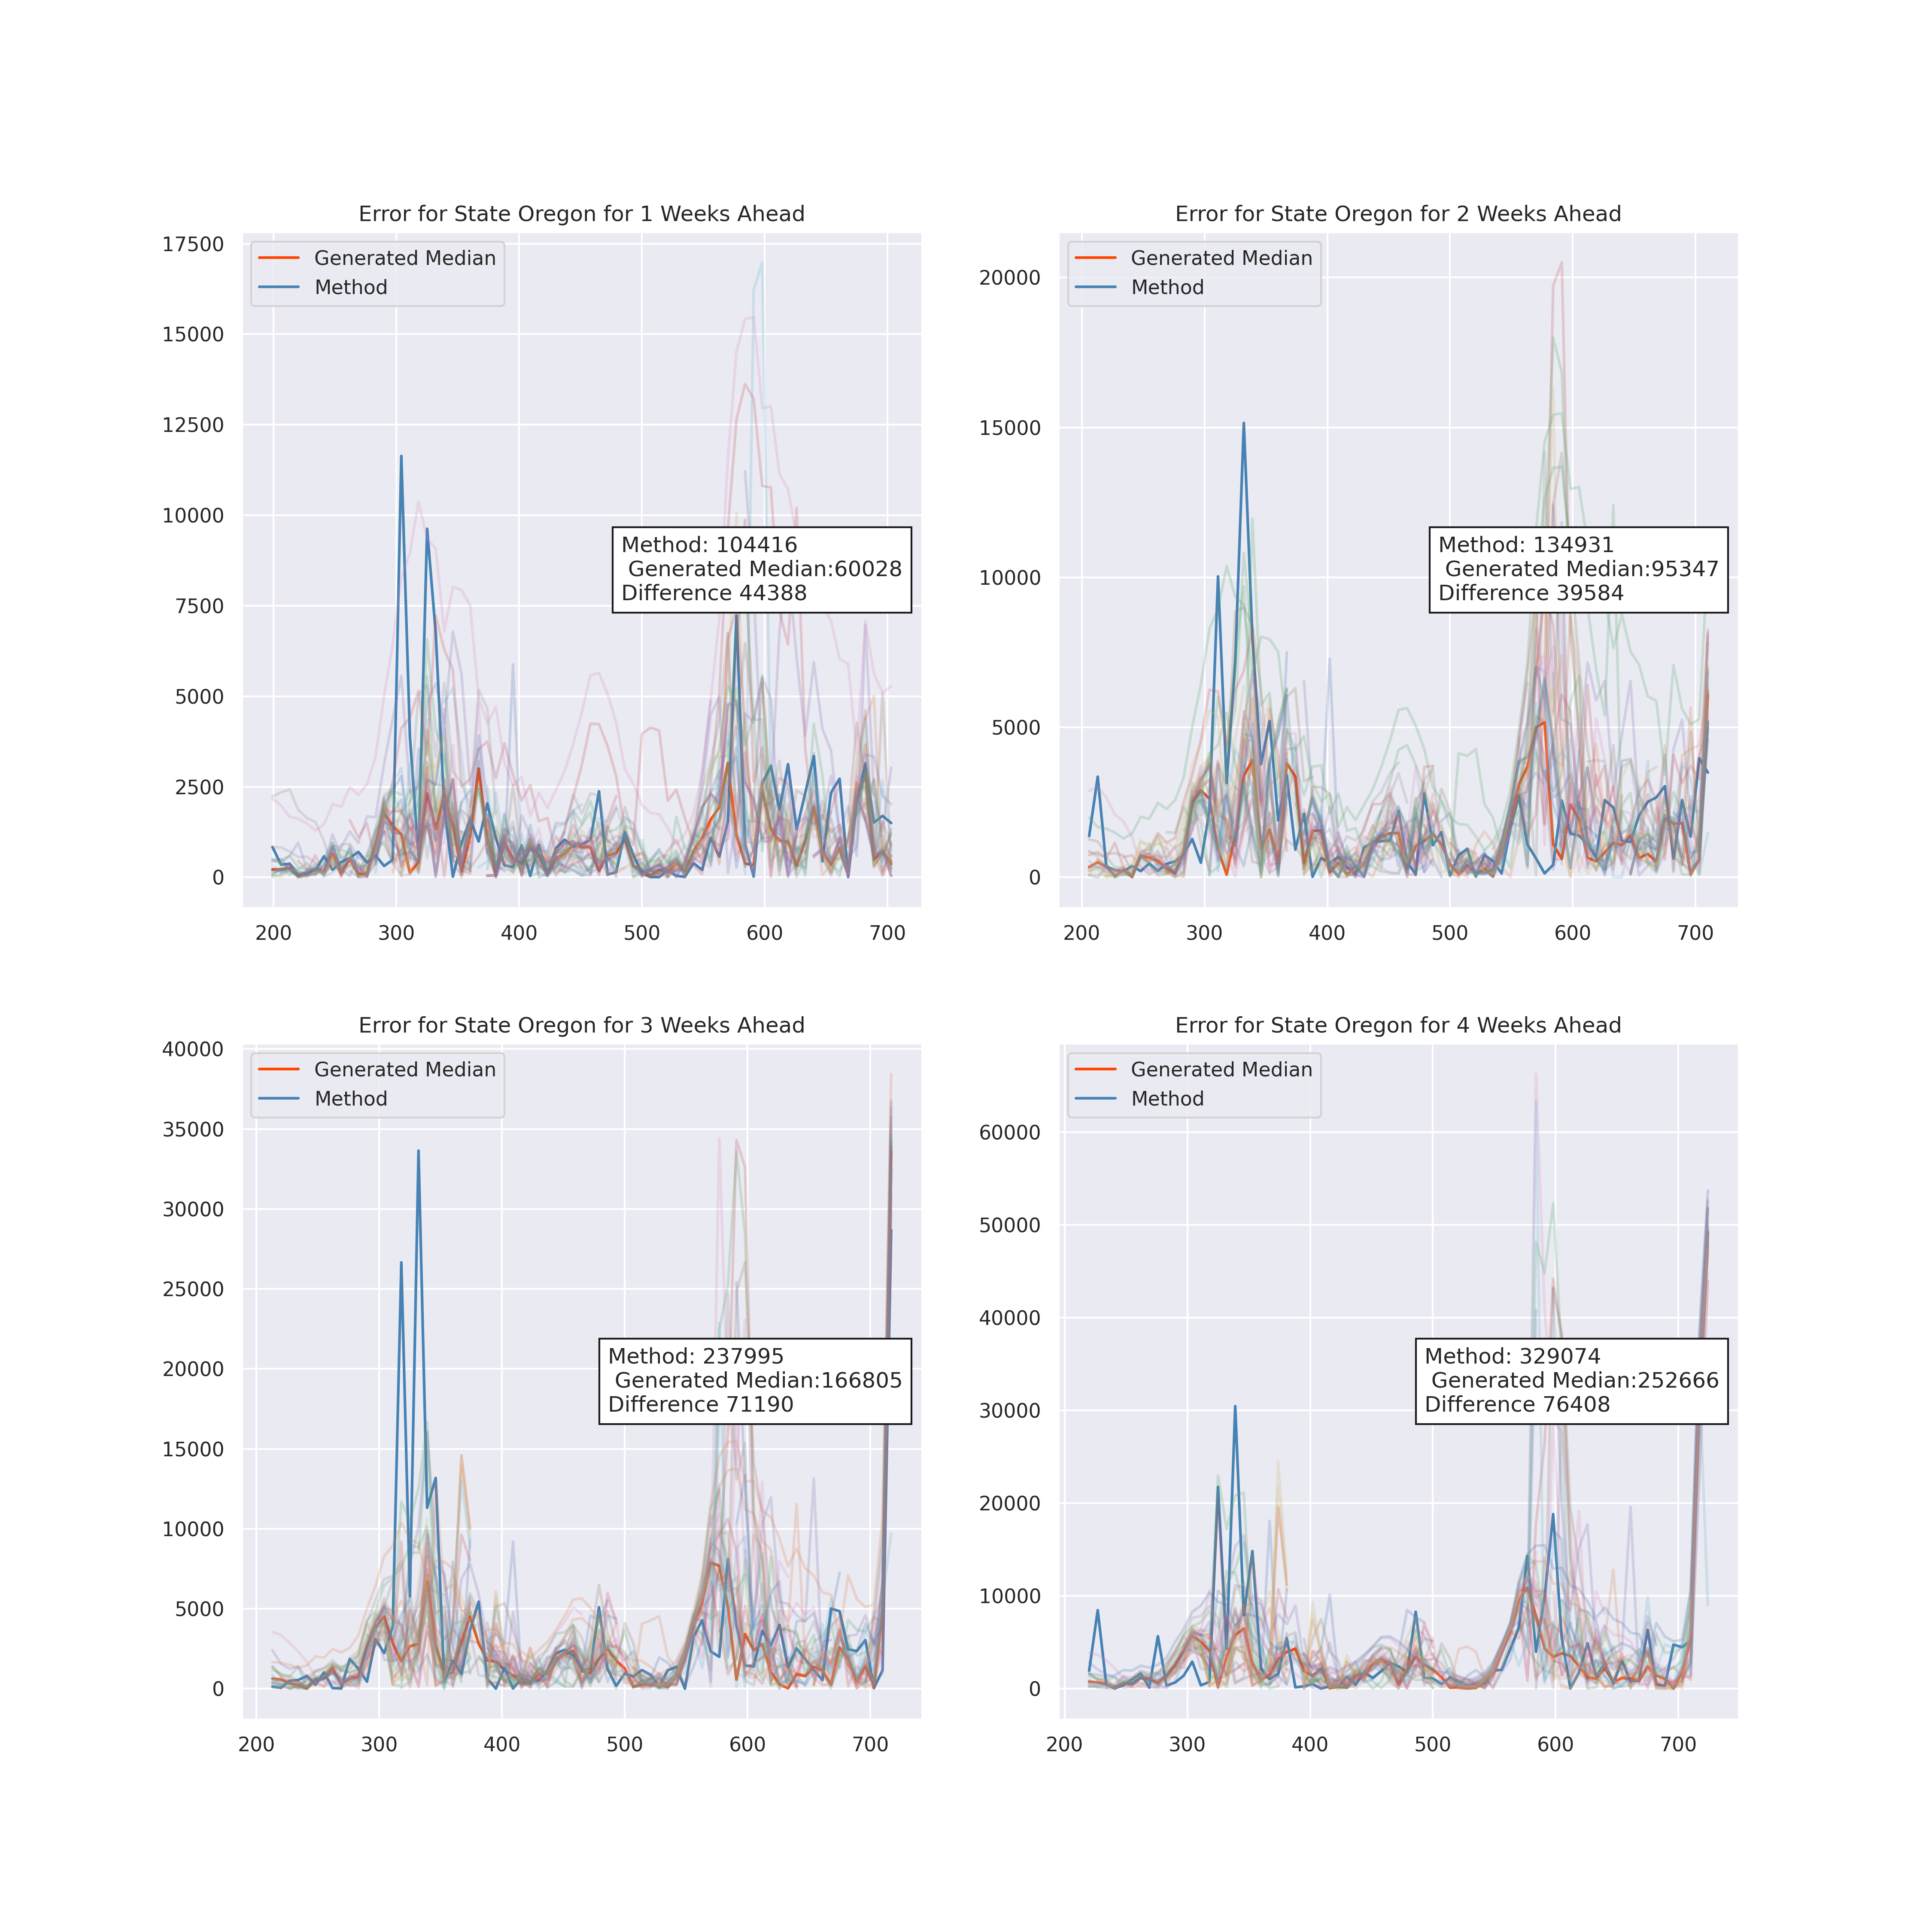 Error for State Oregon for 1 Weeks Ahead
17500
15000
12500
10000
7500
5000
2500
0
200 300 400 500 600 700
Generated Median
Method
Method: 104416
Generated Median:60028
Difference 44388
Error for State Oregon for 2 Weeks Ahead
20000
15000
10000
5000
0
200 300 400 500 600 700
Generated Median
Method
Method: 134931
Generated Median:95347
Difference 39584
Error for State Oregon for 3 Weeks Ahead
40000
35000
30000
25000
20000
15000
10000
5000
0
200 300 400 500 600 700
Generated Median
Method
Method: 237995
Generated Median:166805
Difference 71190
Error for State Oregon for 4 Weeks Ahead
60000
50000
40000
30000
20000
10000
0
200 300 400 500 600 700
Generated Median
Method
Method: 329074
Generated Median:252666
Difference 76408